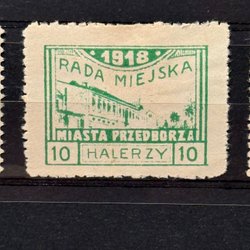 1918
RADA MIEJSKA
MIASTA PRZEDBORZA
10 HALERZY 10